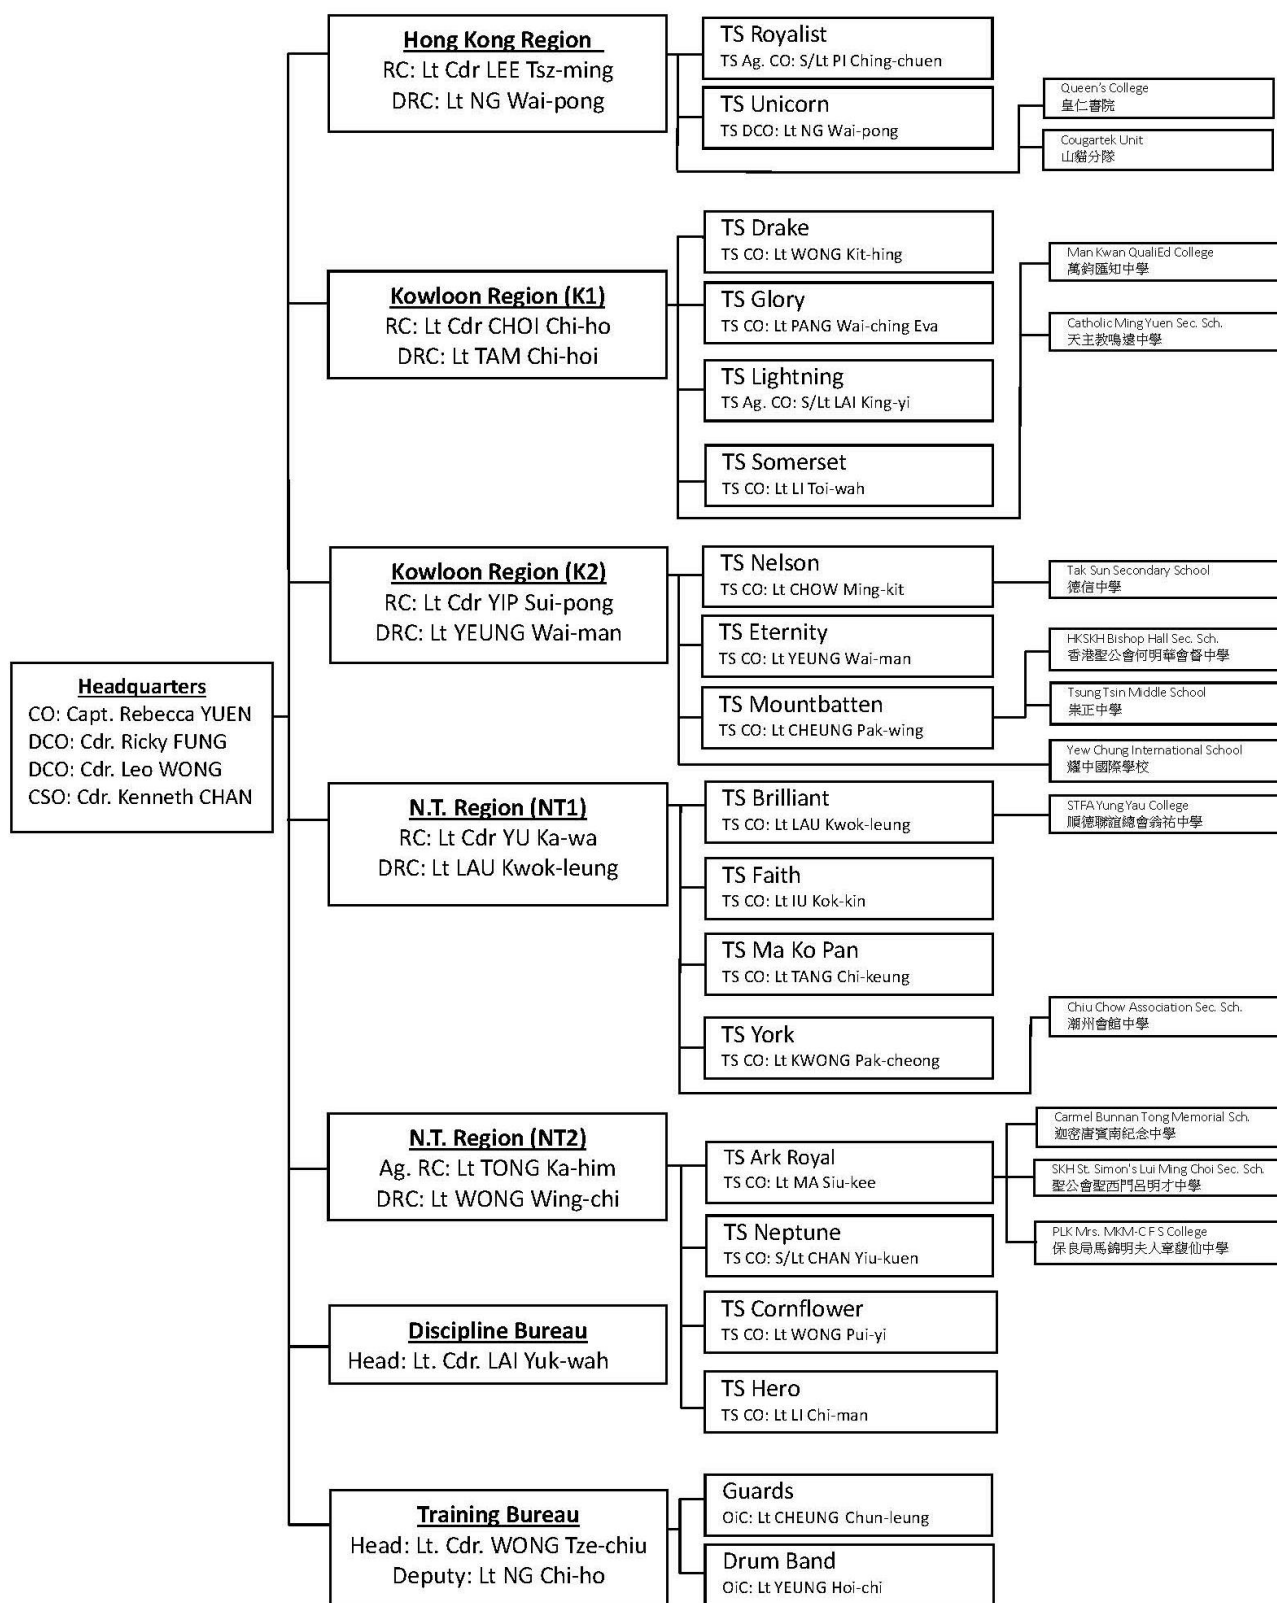 Headquarters
CO: Capt. Rebecca YUEN
DCO: Cdr. Ricky FUNG
DCO: Cdr. Leo WONG
CSO: Cdr. Kenneth CHAN
Hong Kong Region
RC: Lt Cdr LEE Tsz-ming
DRC: Lt NG Wai-pong
TS Royalist
TS Ag. CO: S/Lt PI Ching-chuen
TS Unicorn
TS DCO: Lt NG Wai-pong
Queen's College
皇仁書院
Cougartek Unit
山貓分隊
Kowloon Region (K1)
RC: Lt Cdr CHOI Chi-ho
DRC: Lt TAM Chi-hoi
TS Drake
TS CO: Lt WONG Kit-hing
TS Glory
TS CO: Lt PANG Wai-ching Eva
TS Lightning
TS Ag. CO: S/Lt LAI King-yi
TS Somerset
TS CO: Lt LI Toi-wah
Man Kwan QualiEd College
萬鈞匯知中學
Catholic Ming Yuen Sec. Sch.
天主教鳴遠中學
Kowloon Region (K2)
RC: Lt Cdr YIP Sui-pong
DRC: Lt YEUNG Wai-man
TS Nelson
TS CO: Lt CHOW Ming-kit
TS Eternity
TS CO: Lt YEUNG Wai-man
TS Mountbatten
TS CO: Lt CHEUNG Pak-wing
Tak Sun Secondary School
德信中學
HKSKH Bishop Hall Sec. Sch.
香港聖公會何明華會督中學
Tsung Tsin Middle School
崇正中學
Yew Chung International School
耀中國際學校
N.T. Region (NT1)
RC: Lt Cdr YU Ka-wa
DRC: Lt LAU Kwok-leung
TS Brilliant
TS CO: Lt LAU Kwok-leung
TS Faith
TS CO: Lt IU Kok-kin
TS Ma Ko Pan
TS CO: Lt TANG Chi-keung
TS York
TS CO: Lt KWONG Pak-cheong
STFA Yung Yau College
順德聯誼總會翁祐中學
Chiu Chow Association Sec. Sch.
潮州會館中學
N.T. Region (NT2)
Ag. RC: Lt TONG Ka-him
DRC: Lt WONG Wing-chi
TS Ark Royal
TS CO: Lt MA Siu-kee
TS Neptune
TS CO: S/Lt CHAN Yiu-kuen
TS Cornflower
TS CO: Lt WONG Pui-yi
TS Hero
TS CO: Lt LI Chi-man
Carmel Bunnan Tong Memorial Sch.
迦密唐賓南紀念中學
SKH St. Simon's Lui Ming Choi Sec. Sch.
聖公會聖西門呂明才中學
PLK Mrs. MKM-C F S College
保良局馬錦明夫人章馥仙中學
Discipline Bureau
Head: Lt. Cdr. LAI Yuk-wah
Training Bureau
Head: Lt. Cdr. WONG Tze-chiu
Deputy: Lt NG Chi-ho
Guards
OiC: Lt CHEUNG Chun-leung
Drum Band
OiC: Lt YEUNG Hoi-chi